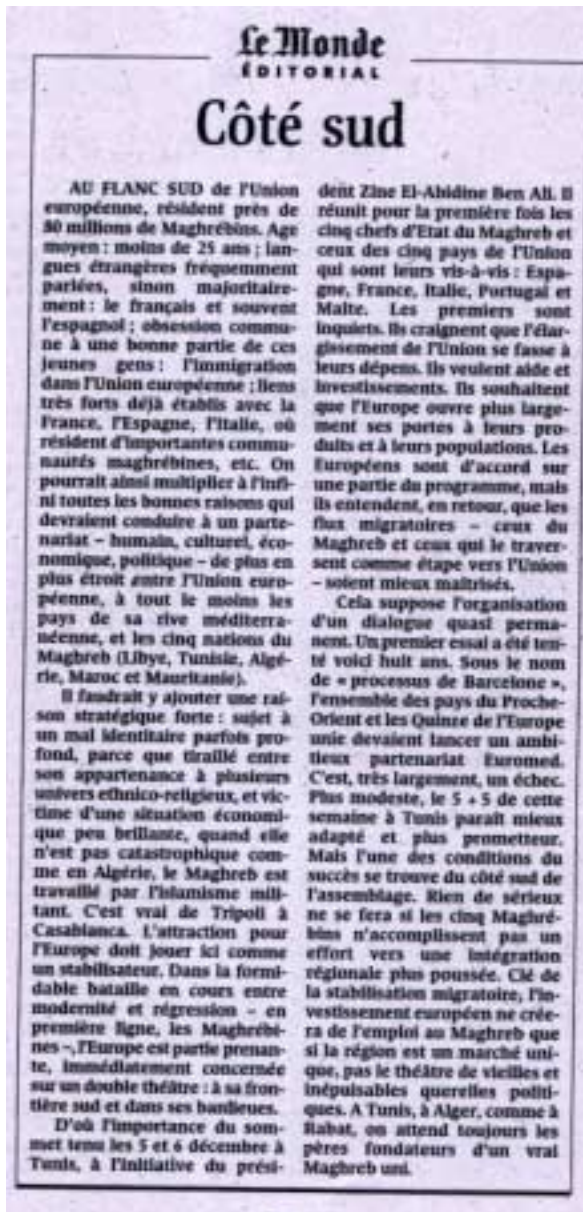 Le Monde
ÉDITORIAL
Côté sud
AU FLANC SUD de l'Union
européenne, résident près de
80 millions de Maghrébins. Age
moyen : moins de 25 ans ; lan-
gues étrangères fréquemment
parlées, sinon majoritaire-
ment : le français et souvent
l'espagnol ; obsession commu-
ne à une bonne partie de ces
jeunes gens : l'immigration
dans l'Union européenne ; liens
très forts déjà établis avec la
France, l'Espagne, l'Italie, où
résident d'importantes commu-
nautés maghrébines, etc. On
pourrait ainsi multiplier à l'infi-
ni toutes les bonnes raisons qui
devraient conduire à un parte-
nariat – humain, culturel, éco-
nomique, politique – de plus en
plus étroit entre l'Union euro-
péenne, à tout le moins les
pays de sa rive méditerra-
néenne, et les cinq nations du
Maghreb (Libye, Tunisie, Algé-
rie, Maroc et Mauritanie).
Il faudrait y ajouter une rai-
son stratégique forte : sujet à
un mal identitaire parfois pro-
fond, parce que tiraillé entre
son appartenance à plusieurs
univers ethnico-religieux, et vic-
time d'une situation économi-
que peu brillante, quand elle
n'est pas catastrophique com-
me en Algérie, le Maghreb est
travaillé par l'islamisme mili-
tant. C'est vrai de Tripoli à
Casablanca. L'attraction pour
l'Europe doit jouer ici comme
un stabilisateur. Dans la formi-
dable bataille en cours entre
modernité et régression – en
première ligne, les Maghrébi-
nes –, l'Europe est partie prenan-
te, immédiatement concernée
sur un double théâtre : à sa fron-
tière sud et dans ses banlieues.
D'où l'importance du som-
met tenu les 5 et 6 décembre à
Tunis, à l'initiative du prési-
dent Zine El-Abidine Ben Ali. Il
réunit pour la première fois les
cinq chefs d'Etat du Maghreb et
ceux des cinq pays de l'Union
qui sont leurs vis-à-vis : Espa-
gne, France, Italie, Portugal et
Malte. Les premiers sont
inquiets. Ils craignent que l'élar-
gissement de l'Union se fasse à
leurs dépens. Ils veulent aide et
investissements. Ils souhaitent
que l'Europe ouvre plus large-
ment ses portes à leurs pro-
duits et à leurs populations. Les
Européens sont d'accord sur
une partie du programme, mais
ils entendent, en retour, que les
flux migratoires – ceux du
Maghreb et ceux qui le traver-
sent comme étape vers l'Union
– soient mieux maîtrisés.
Cela suppose l'organisation
d'un dialogue quasi perma-
nent. Un premier essai a été ten-
té voici huit ans. Sous le nom
de « processus de Barcelone »,
l'ensemble des pays du Proche-
Orient et les Quinze de l'Europe
unie devaient lancer un ambi-
tieux partenariat Euromed.
C'est, très largement, un échec.
Plus modeste, le 5 + 5 de cette
semaine à Tunis paraît mieux
adapté et plus prometteur.
Mais l'une des conditions du
succès se trouve du côté sud de
l'assemblage. Rien de sérieux
ne se fera si les cinq Maghré-
bins n'accomplissent pas un
effort vers une intégration
régionale plus poussée. Clé de
la stabilisation migratoire, l'in-
vestissement européen ne crée-
ra de l'emploi au Maghreb que
si la région est un marché uni-
que, pas le théâtre de vieilles et
inépuisables querelles politi-
ques. A Tunis, à Alger, comme à
Rabat, on attend toujours les
pères fondateurs d'un vrai
Maghreb uni.